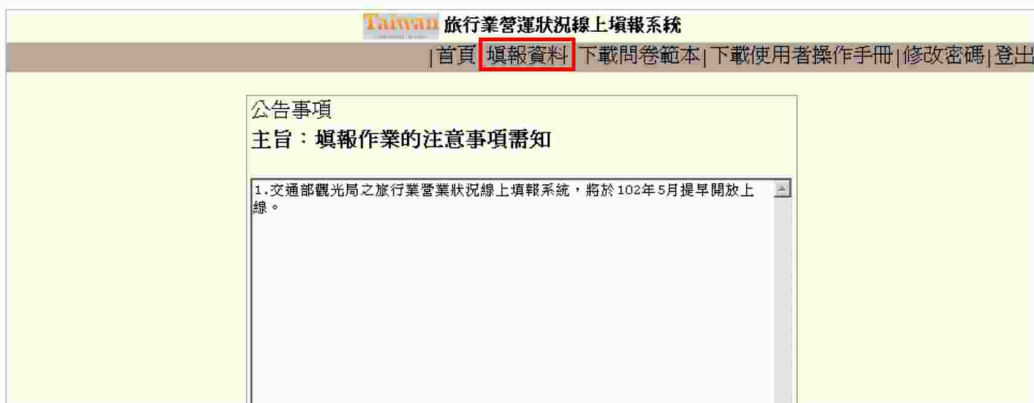 Taiwan 旅行業營運狀況線上填報系統
|首頁|填報資料|下載問卷範本|下載使用者操作手冊|修改密碼|登出
公告事項
主旨：填報作業的注意事項需知
1.交通部觀光局之旅行業營業狀況線上填報系統，將於102年5月提早開放上
線。